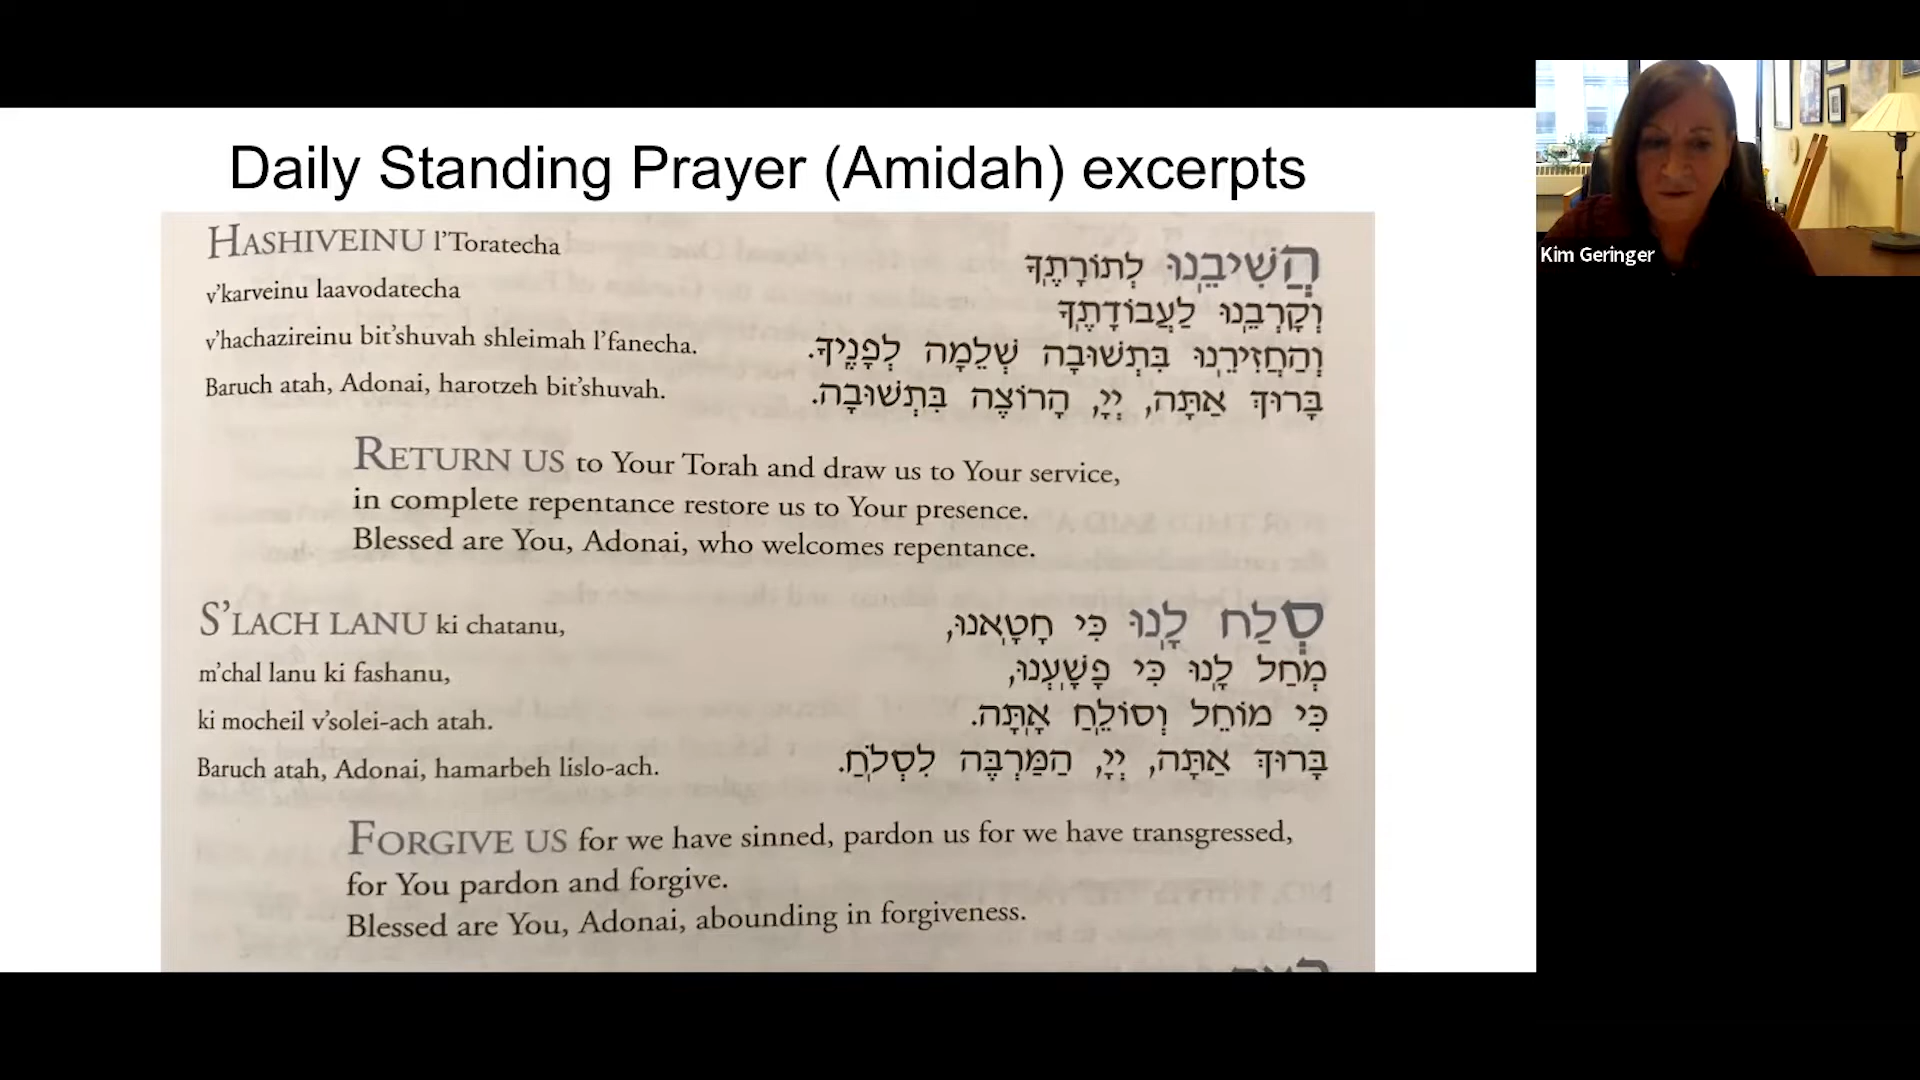 Daily Standing Prayer (Amidah) excerpts
HASHIVEINU l’Toratecha
v’karveinu laavodatecha
v’hachazireinu bit’shuvah shleimah l’fanecha.
Baruch atah, Adonai, harotzeh bit’shuvah.
הֲשִׁיבֵֽנוּ לְתוֹרָתֶֽךָ
וְקָרְבֵֽנוּ לַעֲבוֹדָתֶֽךָ
וְהַחֲזִירֵֽנוּ בִּתְשׁוּבָה שְׁלֵמָה לְפָנֶֽיךָ.
בָּרוּךְ אַתָּה, יְיָ, הָרוֹצֶה בִּתְשׁוּבָה.
RETURN US to Your Torah and draw us to Your service,
in complete repentance restore us to Your presence.
Blessed are You, Adonai, who welcomes repentance.
S’LACH LANU ki chatanu,
m’chal lanu ki fashanu,
ki mocheil v’solei-ach atah.
Baruch atah, Adonai, hamarbeh lislo-ach.
סְלַח לָֽנוּ כִּי חָטָֽאנוּ,
מְחַל לָֽנוּ כִּי פָשָֽׁעְנוּ,
כִּי מוֹחֵל וְסוֹלֵֽחַ אָֽתָּה.
בָּרוּךְ אַתָּה, יְיָ, הַמַּרְבֶּה לִסְלֹֽחַ.
FORGIVE US for we have sinned, pardon us for we have transgressed,
for You pardon and forgive.
Blessed are You, Adonai, abounding in forgiveness.
Kim Geringer